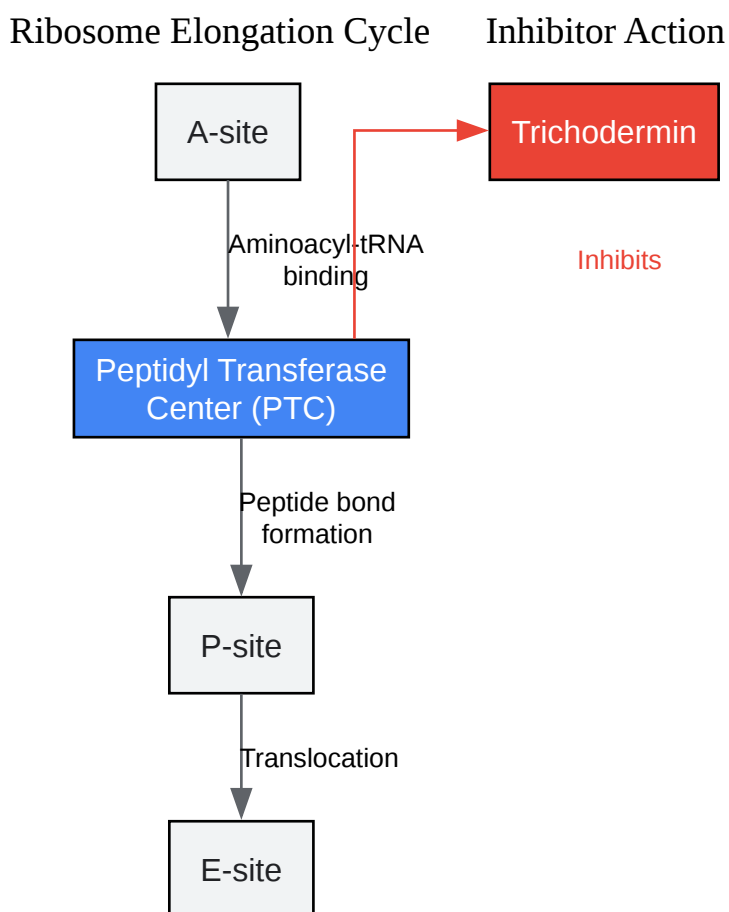 Ribosome Elongation Cycle
Inhibitor Action
A-site
Trichodermin
Aminoacyl-tRNA
binding
Inhibits
Peptidyl Transferase
Center (PTC)
Peptide bond
formation
P-site
Translocation
E-site